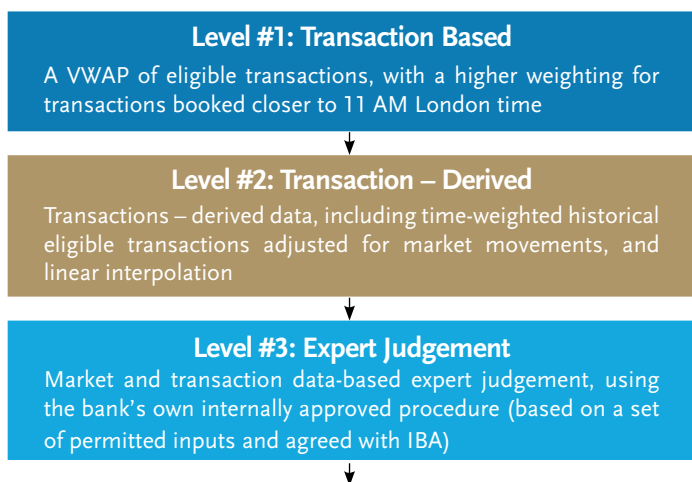 Level #1: Transaction Based
A VWAP of eligible transactions, with a higher weighting for
transactions booked closer to 11 AM London time
Level #2: Transaction – Derived
Transactions – derived data, including time-weighted historical
eligible transactions adjusted for market movements, and
linear interpolation
Level #3: Expert Judgement
Market and transaction data-based expert judgement, using
the bank's own internally approved procedure (based on a set
of permitted inputs and agreed with IBA)